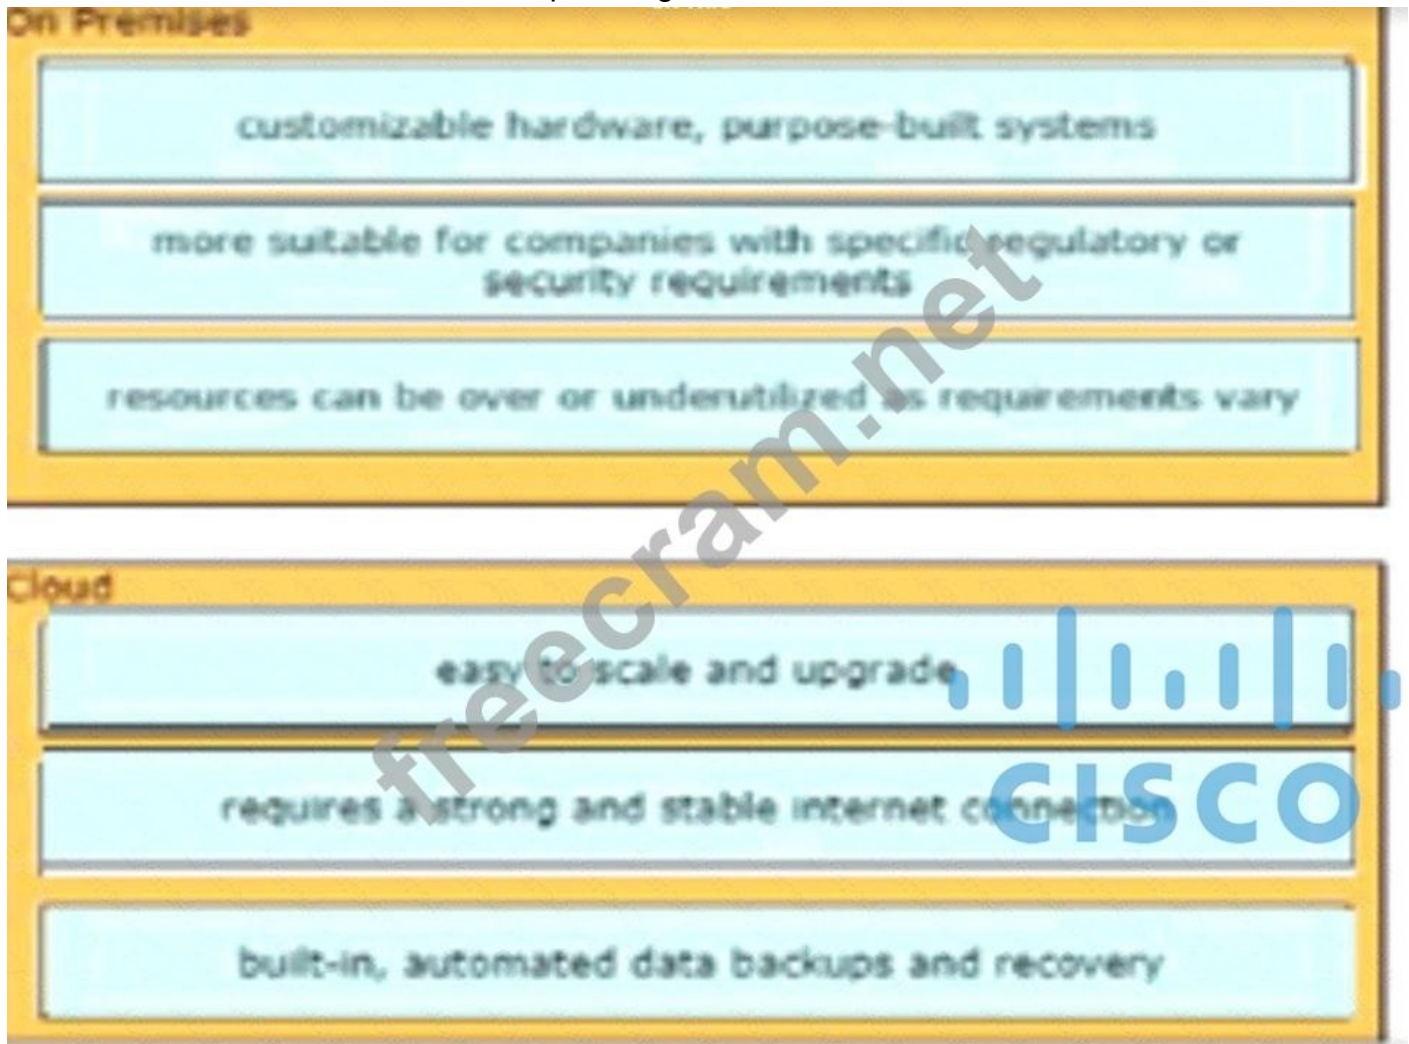 On Premises
customizable hardware, purpose-built systems
more suitable for companies with specific regulatory or
security requirements
resources can be over or underutilized as requirements vary
freecram.net
Cloud
easy to scale and upgrade
requires a strong and stable internet connection
CISCO
built-in, automated data backups and recovery